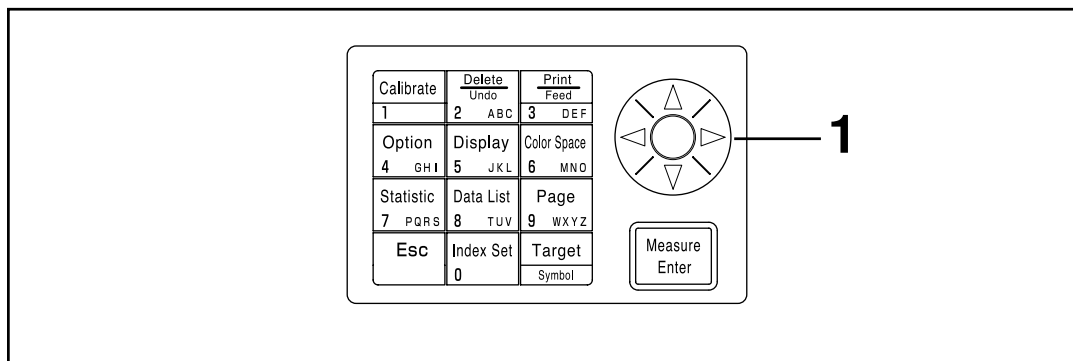 Calibrate
1
Delete
Undo
2 ABC
Print
Feed
3 DEF
Option
4 GHI
Display
5 JKL
Color Space
6 MNO
Statistic
7 PQRS
Data List
8 TUV
Page
9 WXYZ
Esc
Index Set
0
Target
Symbol
Measure
Enter
1